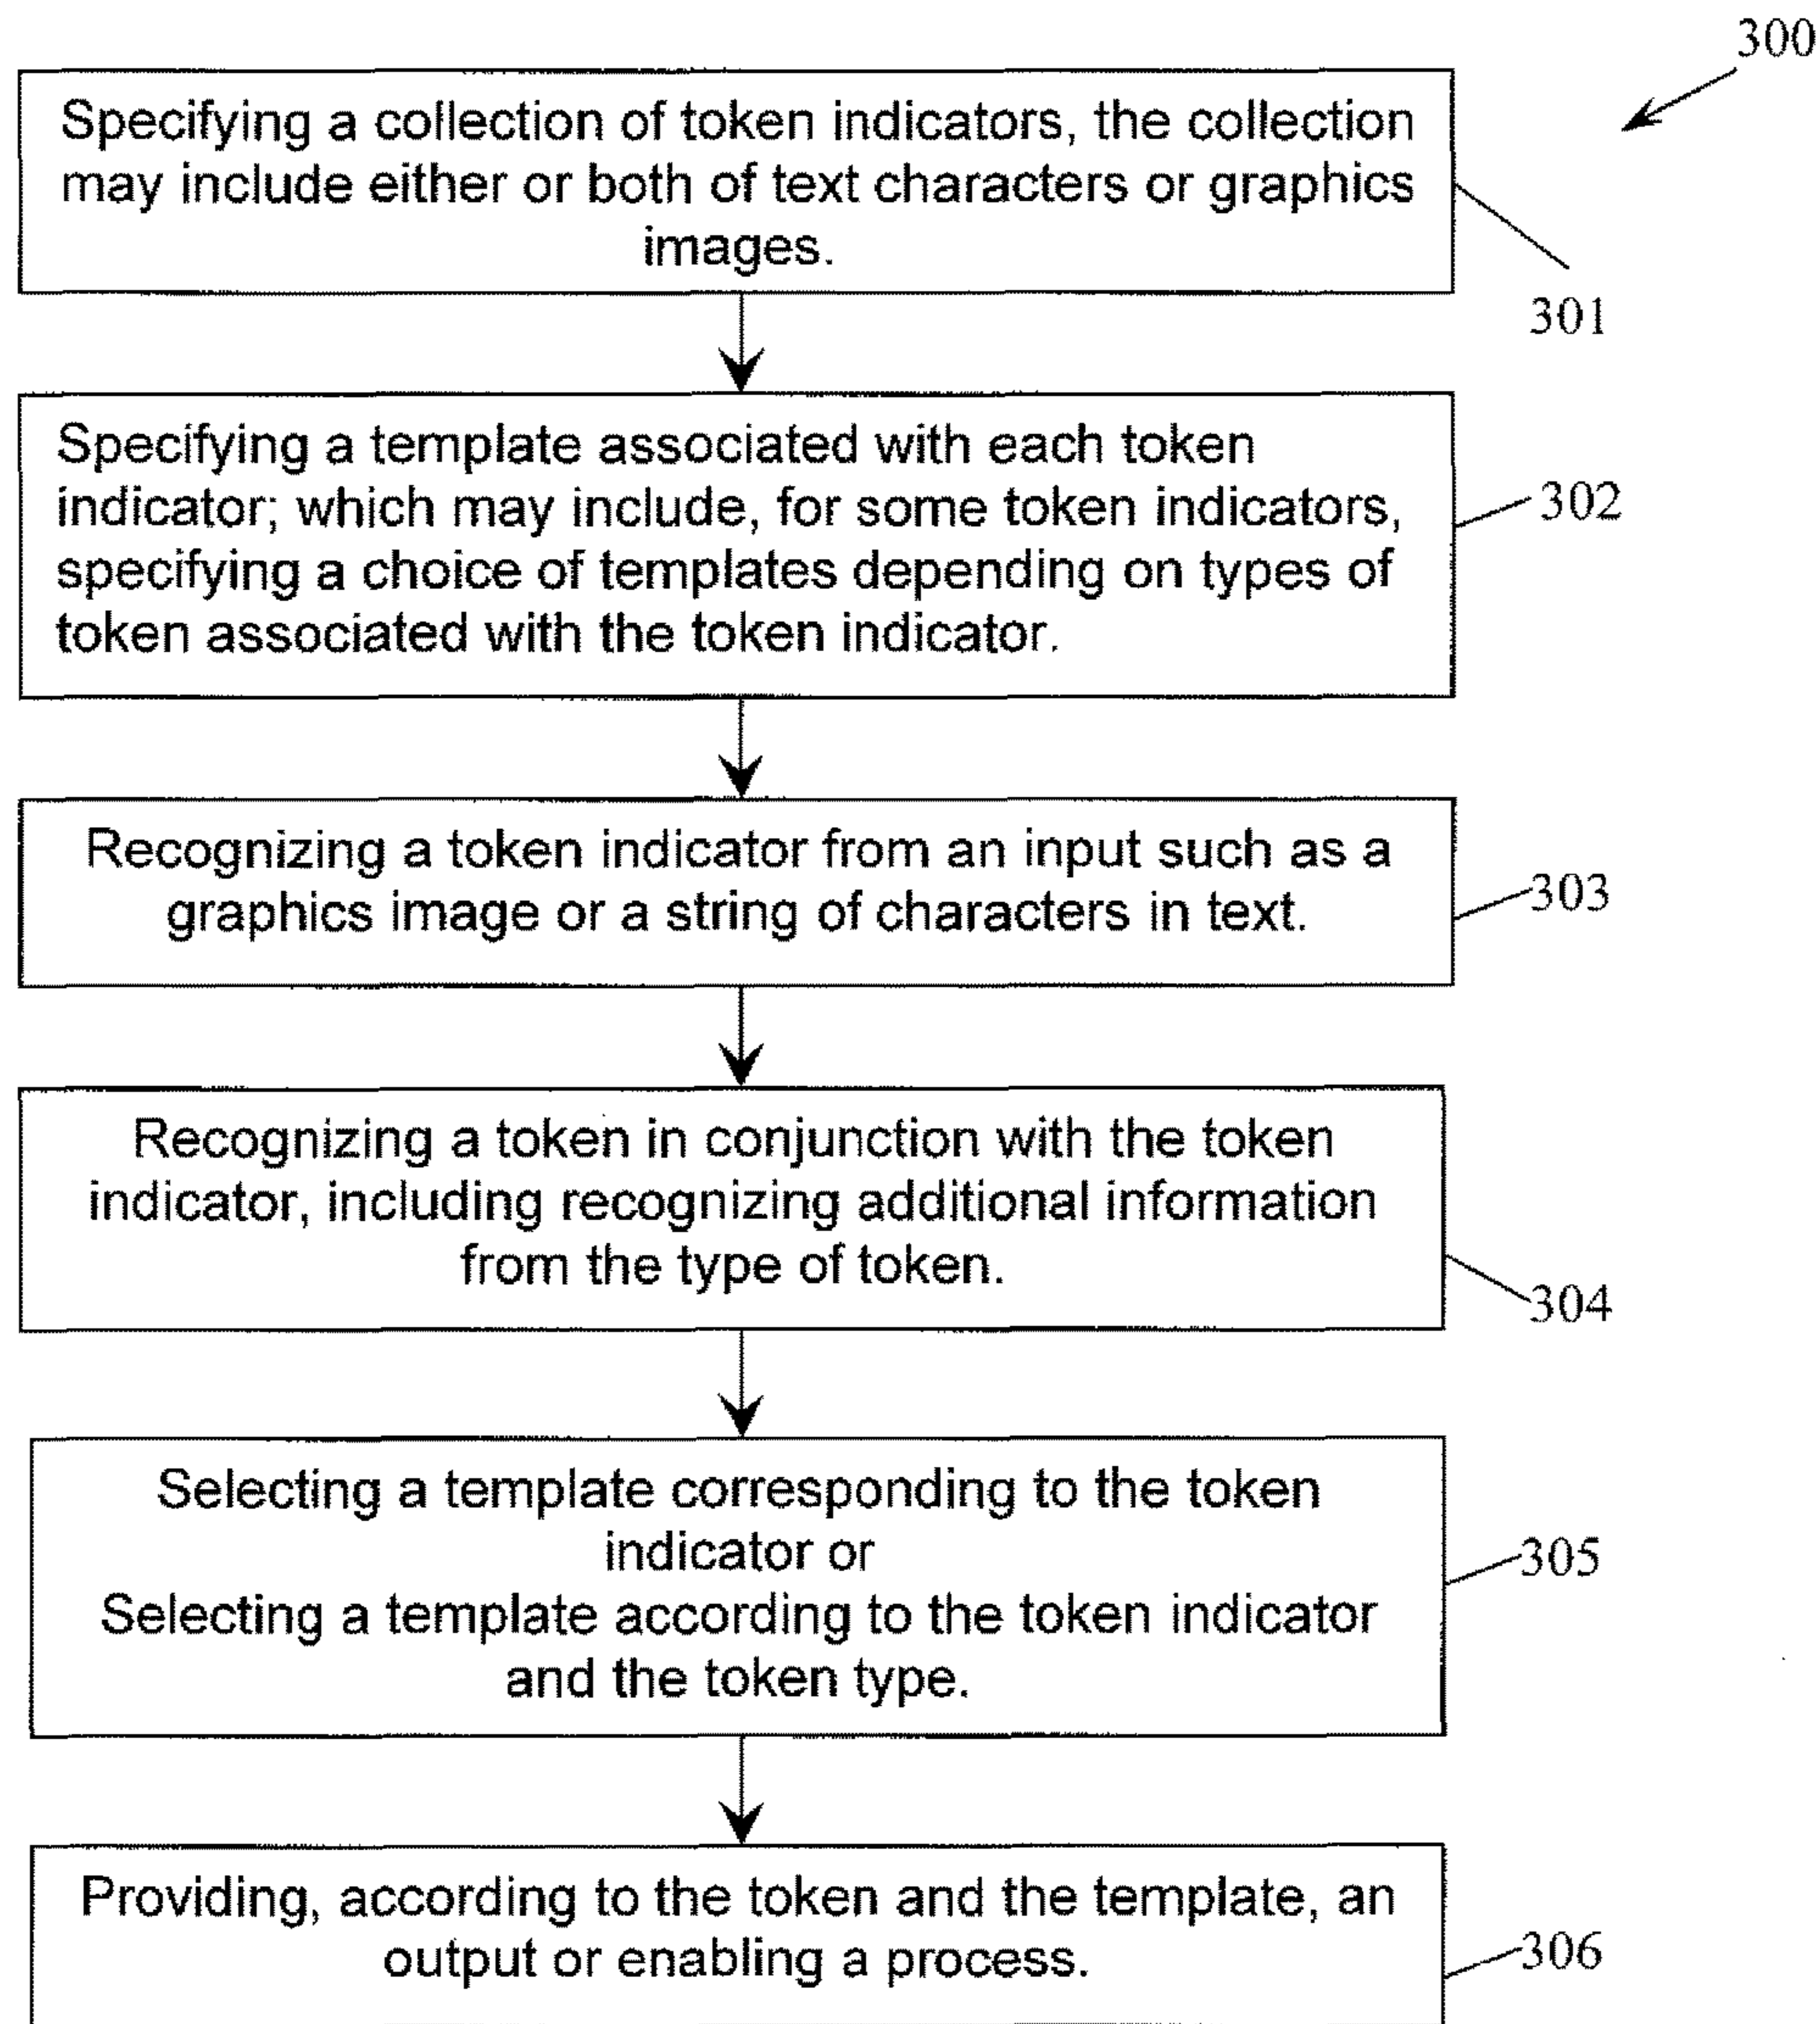 300
Specifying a collection of token indicators, the collection
may include either or both of text characters or graphics
images.
301
Specifying a template associated with each token
indicator; which may include, for some token indicators,
specifying a choice of templates depending on types of
token associated with the token indicator.
302
Recognizing a token indicator from an input such as a
graphics image or a string of characters in text.
303
Recognizing a token in conjunction with the token
indicator, including recognizing additional information
from the type of token.
304
Selecting a template corresponding to the token
indicator or
Selecting a template according to the token indicator
and the token type.
305
Providing, according to the token and the template, an
output or enabling a process.
306